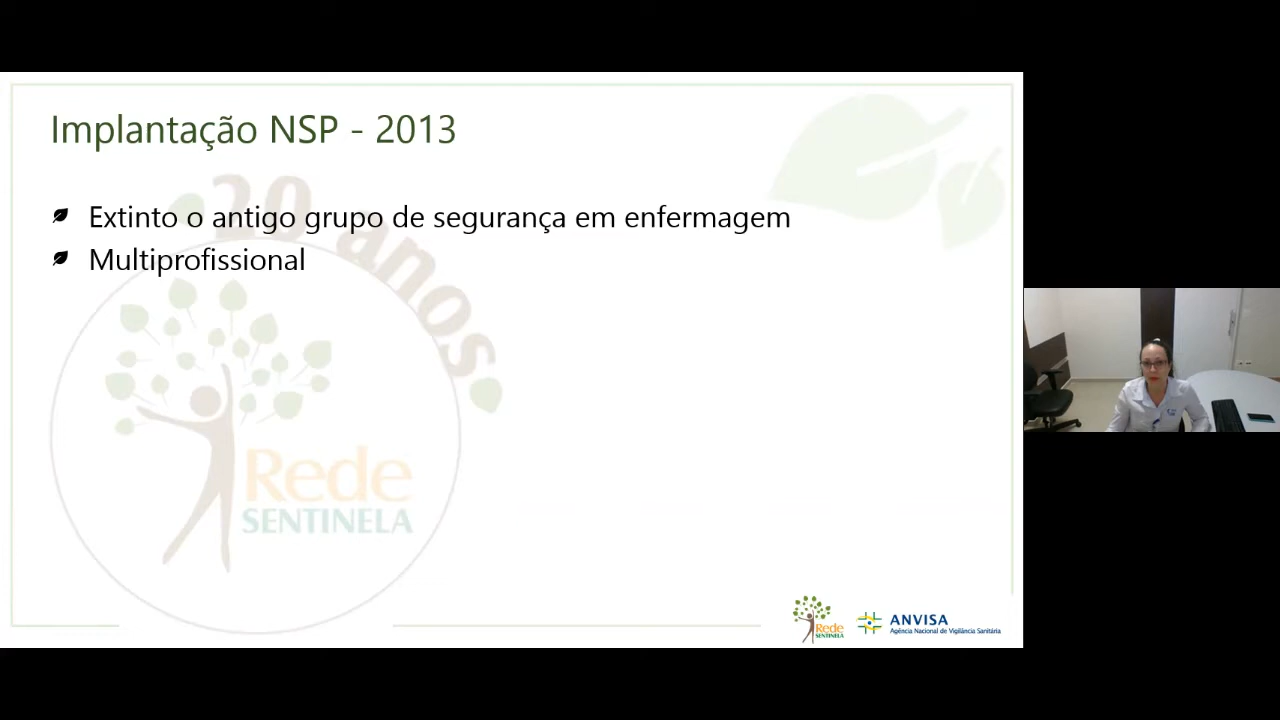 Implantação NSP - 2013
Extinto o antigo grupo de segurança em enfermagem
Multiprofissional
20 anos
Rede
SENTINELA
Rede
SENTINELA
ANVISA
Agência Nacional de Vigilância Sanitária